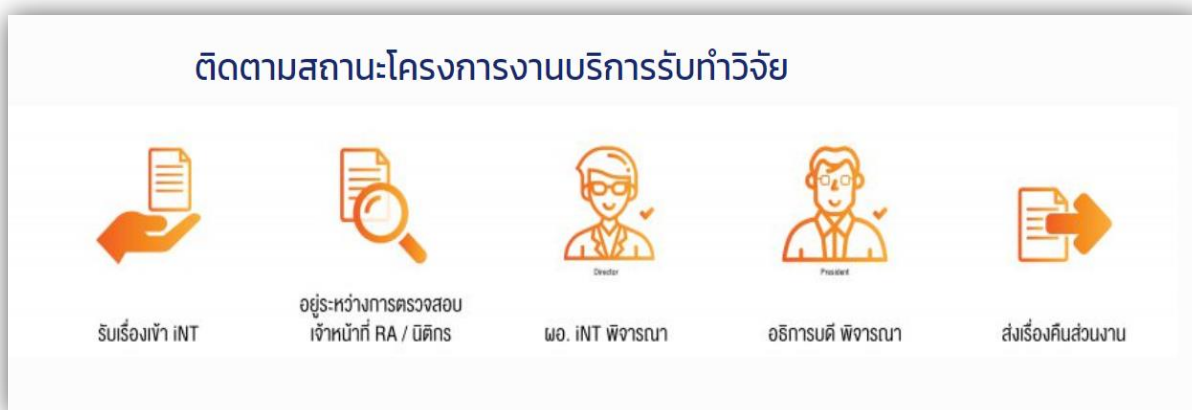 ติดตามสถานะโครงการงานบริการรับทำวิจัย
Director
President
อยู่ระหว่างการตรวจสอบ
รับเรื่องเข้า iNT
เจ้าหน้าที่ RA / นิติกร
ผอ. iNT พิจารณา
อธิการบดี พิจารณา
ส่งเรื่องคืนส่วนงาน